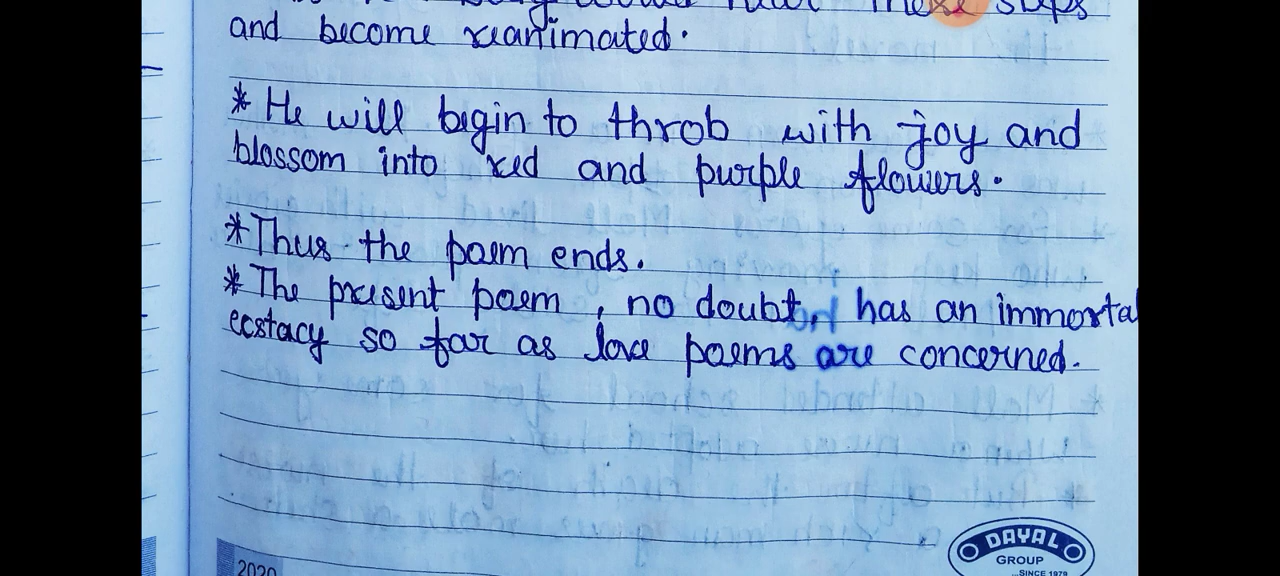 and become reanimated.
* He will begin to throb with joy and
blossom into red and purple flowers.
* Thus the poem ends.
* The present poem, no doubt, has an immortal
ecstacy so far as love poems are concerned.
DAYAL
GROUP
...SINCE 1979
2020